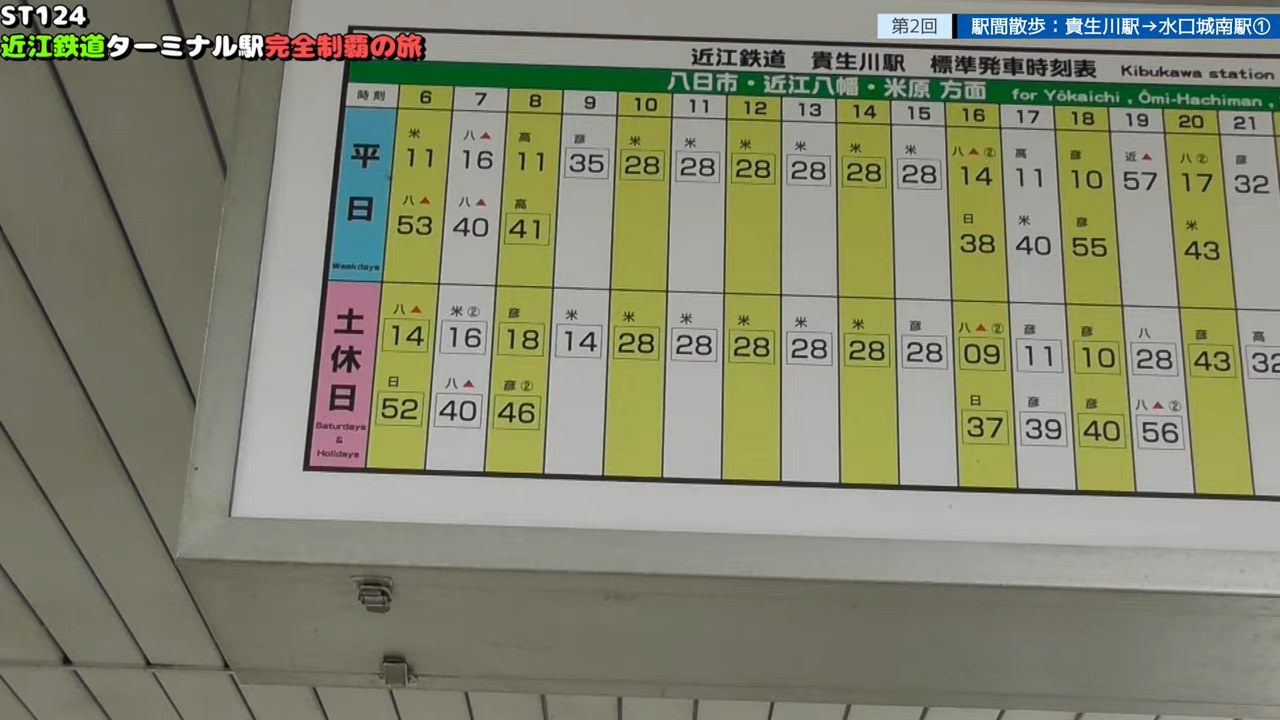 ST124
近江鉄道ターミナル駅完全制覇の旅
第2回 駅間散歩：貴生川駅→水口城南駅①
近江鉄道 貴生川駅 標準発車時刻表 Kibukawa station
八日市・近江八幡・米原 方面 for Yōkaichi , Ōmi-Hachiman ,
時刻 6 7 8 9 10 11 12 13 14 15 16 17 18 19 20 21
平日
Weekdays
米 八▲ 高 彦 米 米 米 米 米 米 八▲② 高 彦 近▲ 八② 彦
11 16 11 35 28 28 28 28 28 28 14 11 10 57 17 32
八▲ 八▲ 高 日 米 彦 米
53 40 41 38 40 55 43
土休日
Saturdays
&
Holidays
八▲ 米② 彦 米 米 米 米 米 米 彦 八▲② 彦 彦 八 彦 高
14 16 18 14 28 28 28 28 28 28 09 11 10 28 43 32
日 八▲ 彦② 日 彦 彦 八▲②
52 40 46 37 39 40 56